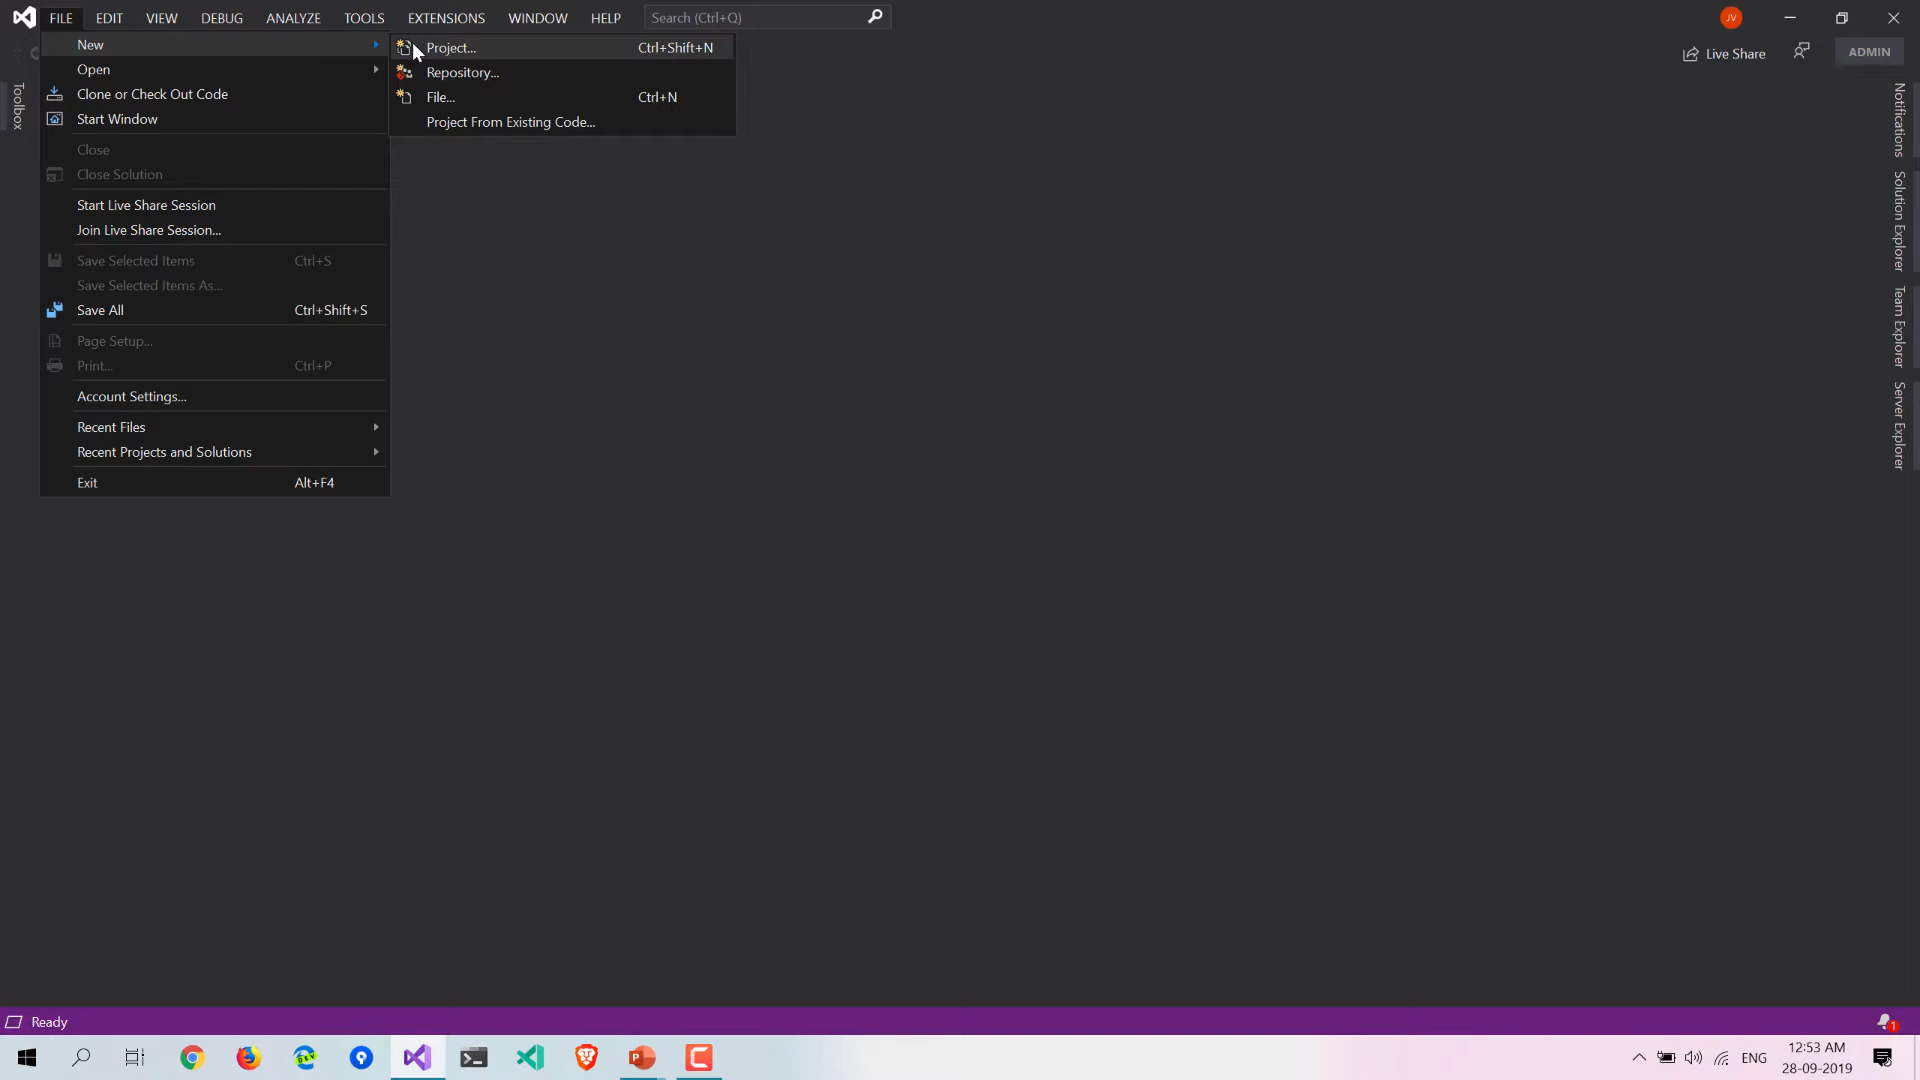 FILE EDIT VIEW DEBUG ANALYZE TOOLS EXTENSIONS WINDOW HELP Search (Ctrl+Q) JV
Live Share ADMIN
New
Open
Clone or Check Out Code
Start Window
Close
Close Solution
Start Live Share Session
Join Live Share Session...
Save Selected Items Ctrl+S
Save Selected Items As...
Save All Ctrl+Shift+S
Page Setup...
Print... Ctrl+P
Account Settings...
Recent Files
Recent Projects and Solutions
Exit Alt+F4
Project... Ctrl+Shift+N
Repository...
File... Ctrl+N
Project From Existing Code...
Toolbox
Notifications
Solution Explorer
Team Explorer
Server Explorer
Ready
1
DEV
ENG
12:53 AM
28-09-2019